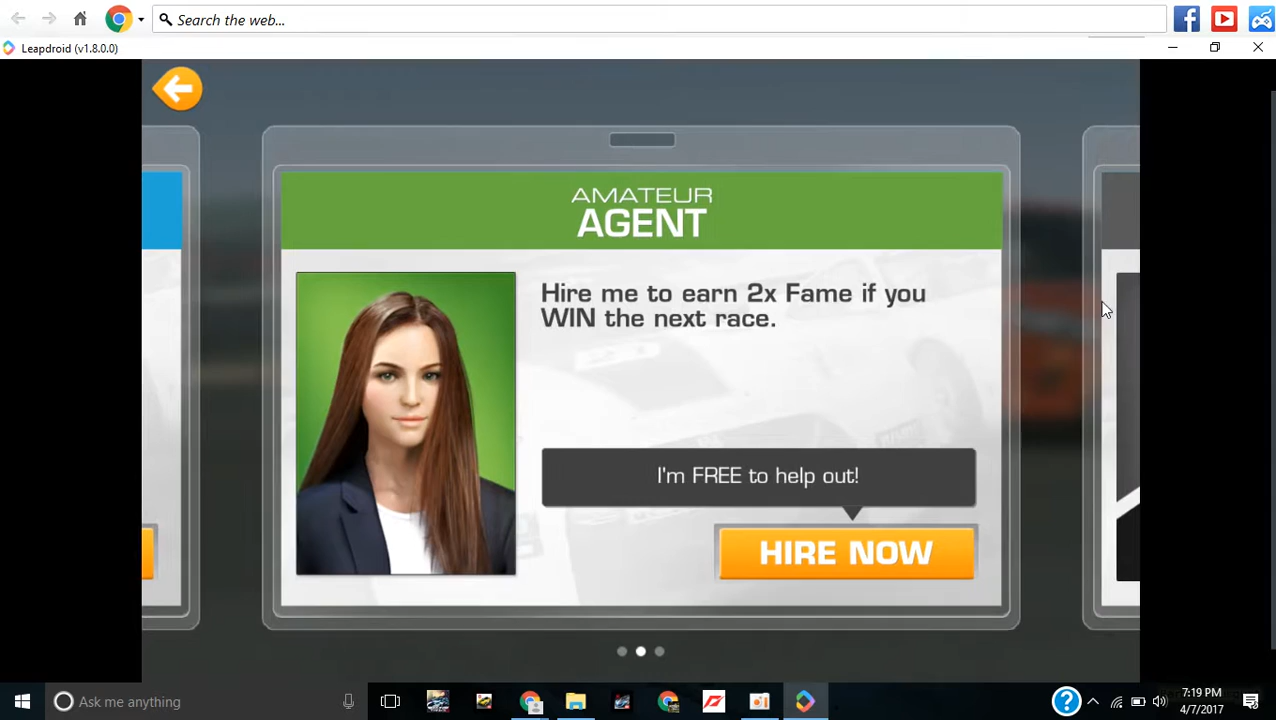 Search the web...
Leapdroid (v1.8.0.0)
AMATEUR
AGENT
Hire me to earn 2x Fame if you
WIN the next race.
I'm FREE to help out!
HIRE NOW
Ask me anything
7:19 PM
4/7/2017